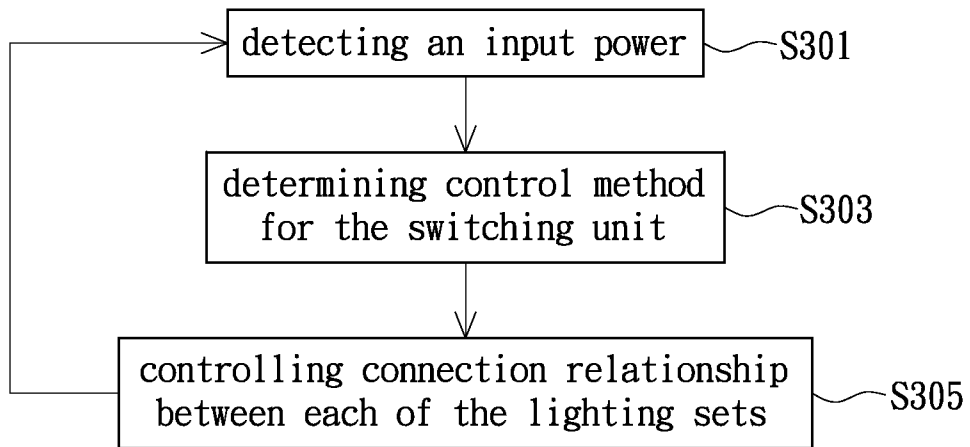 detecting an input power
S301
determining control method
for the switching unit
S303
controlling connection relationship
between each of the lighting sets
S305